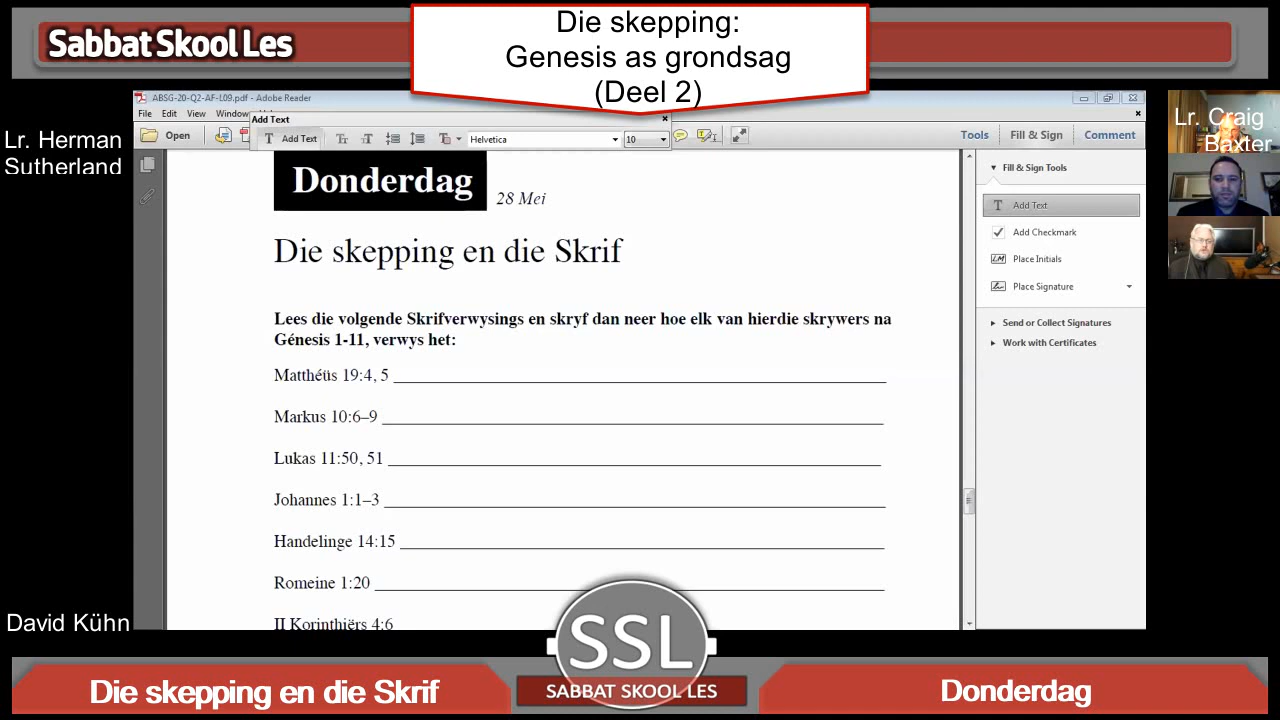 Sabbat Skool Les
Die skepping:
Genesis as grondsag
(Deel 2)
Lr. Herman
Sutherland
Lr. Craig
Baxter
David Kühn
ABSG-20-Q2-AF-L09.pdf - Adobe Reader
File Edit View Window
Add Text
Open
Add Text
Helvetica
10
Tools Fill & Sign Comment
Fill & Sign Tools
Add Text
Add Checkmark
Place Initials
Place Signature
Send or Collect Signatures
Work with Certificates
Donderdag 28 Mei
Die skepping en die Skrif
Lees die volgende Skrifverwysings en skryf dan neer hoe elk van hierdie skrywers na
Génesis 1-11, verwys het:
Matthéüs 19:4, 5
Markus 10:6–9
Lukas 11:50, 51
Johannes 1:1–3
Handelinge 14:15
Romeine 1:20
II Korinthiërs 4:6
SSL
SABBAT SKOOL LES
Die skepping en die Skrif
Donderdag